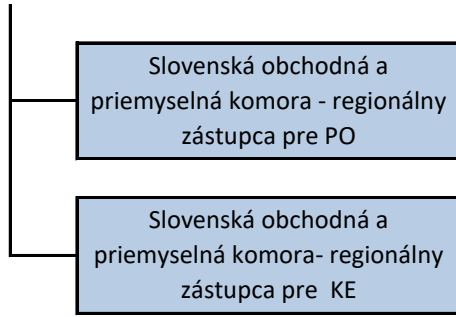 Slovenská obchodná a
priemyselná komora - regionálny
zástupca pre PO
Slovenská obchodná a
priemyselná komora- regionálny
zástupca pre  KE